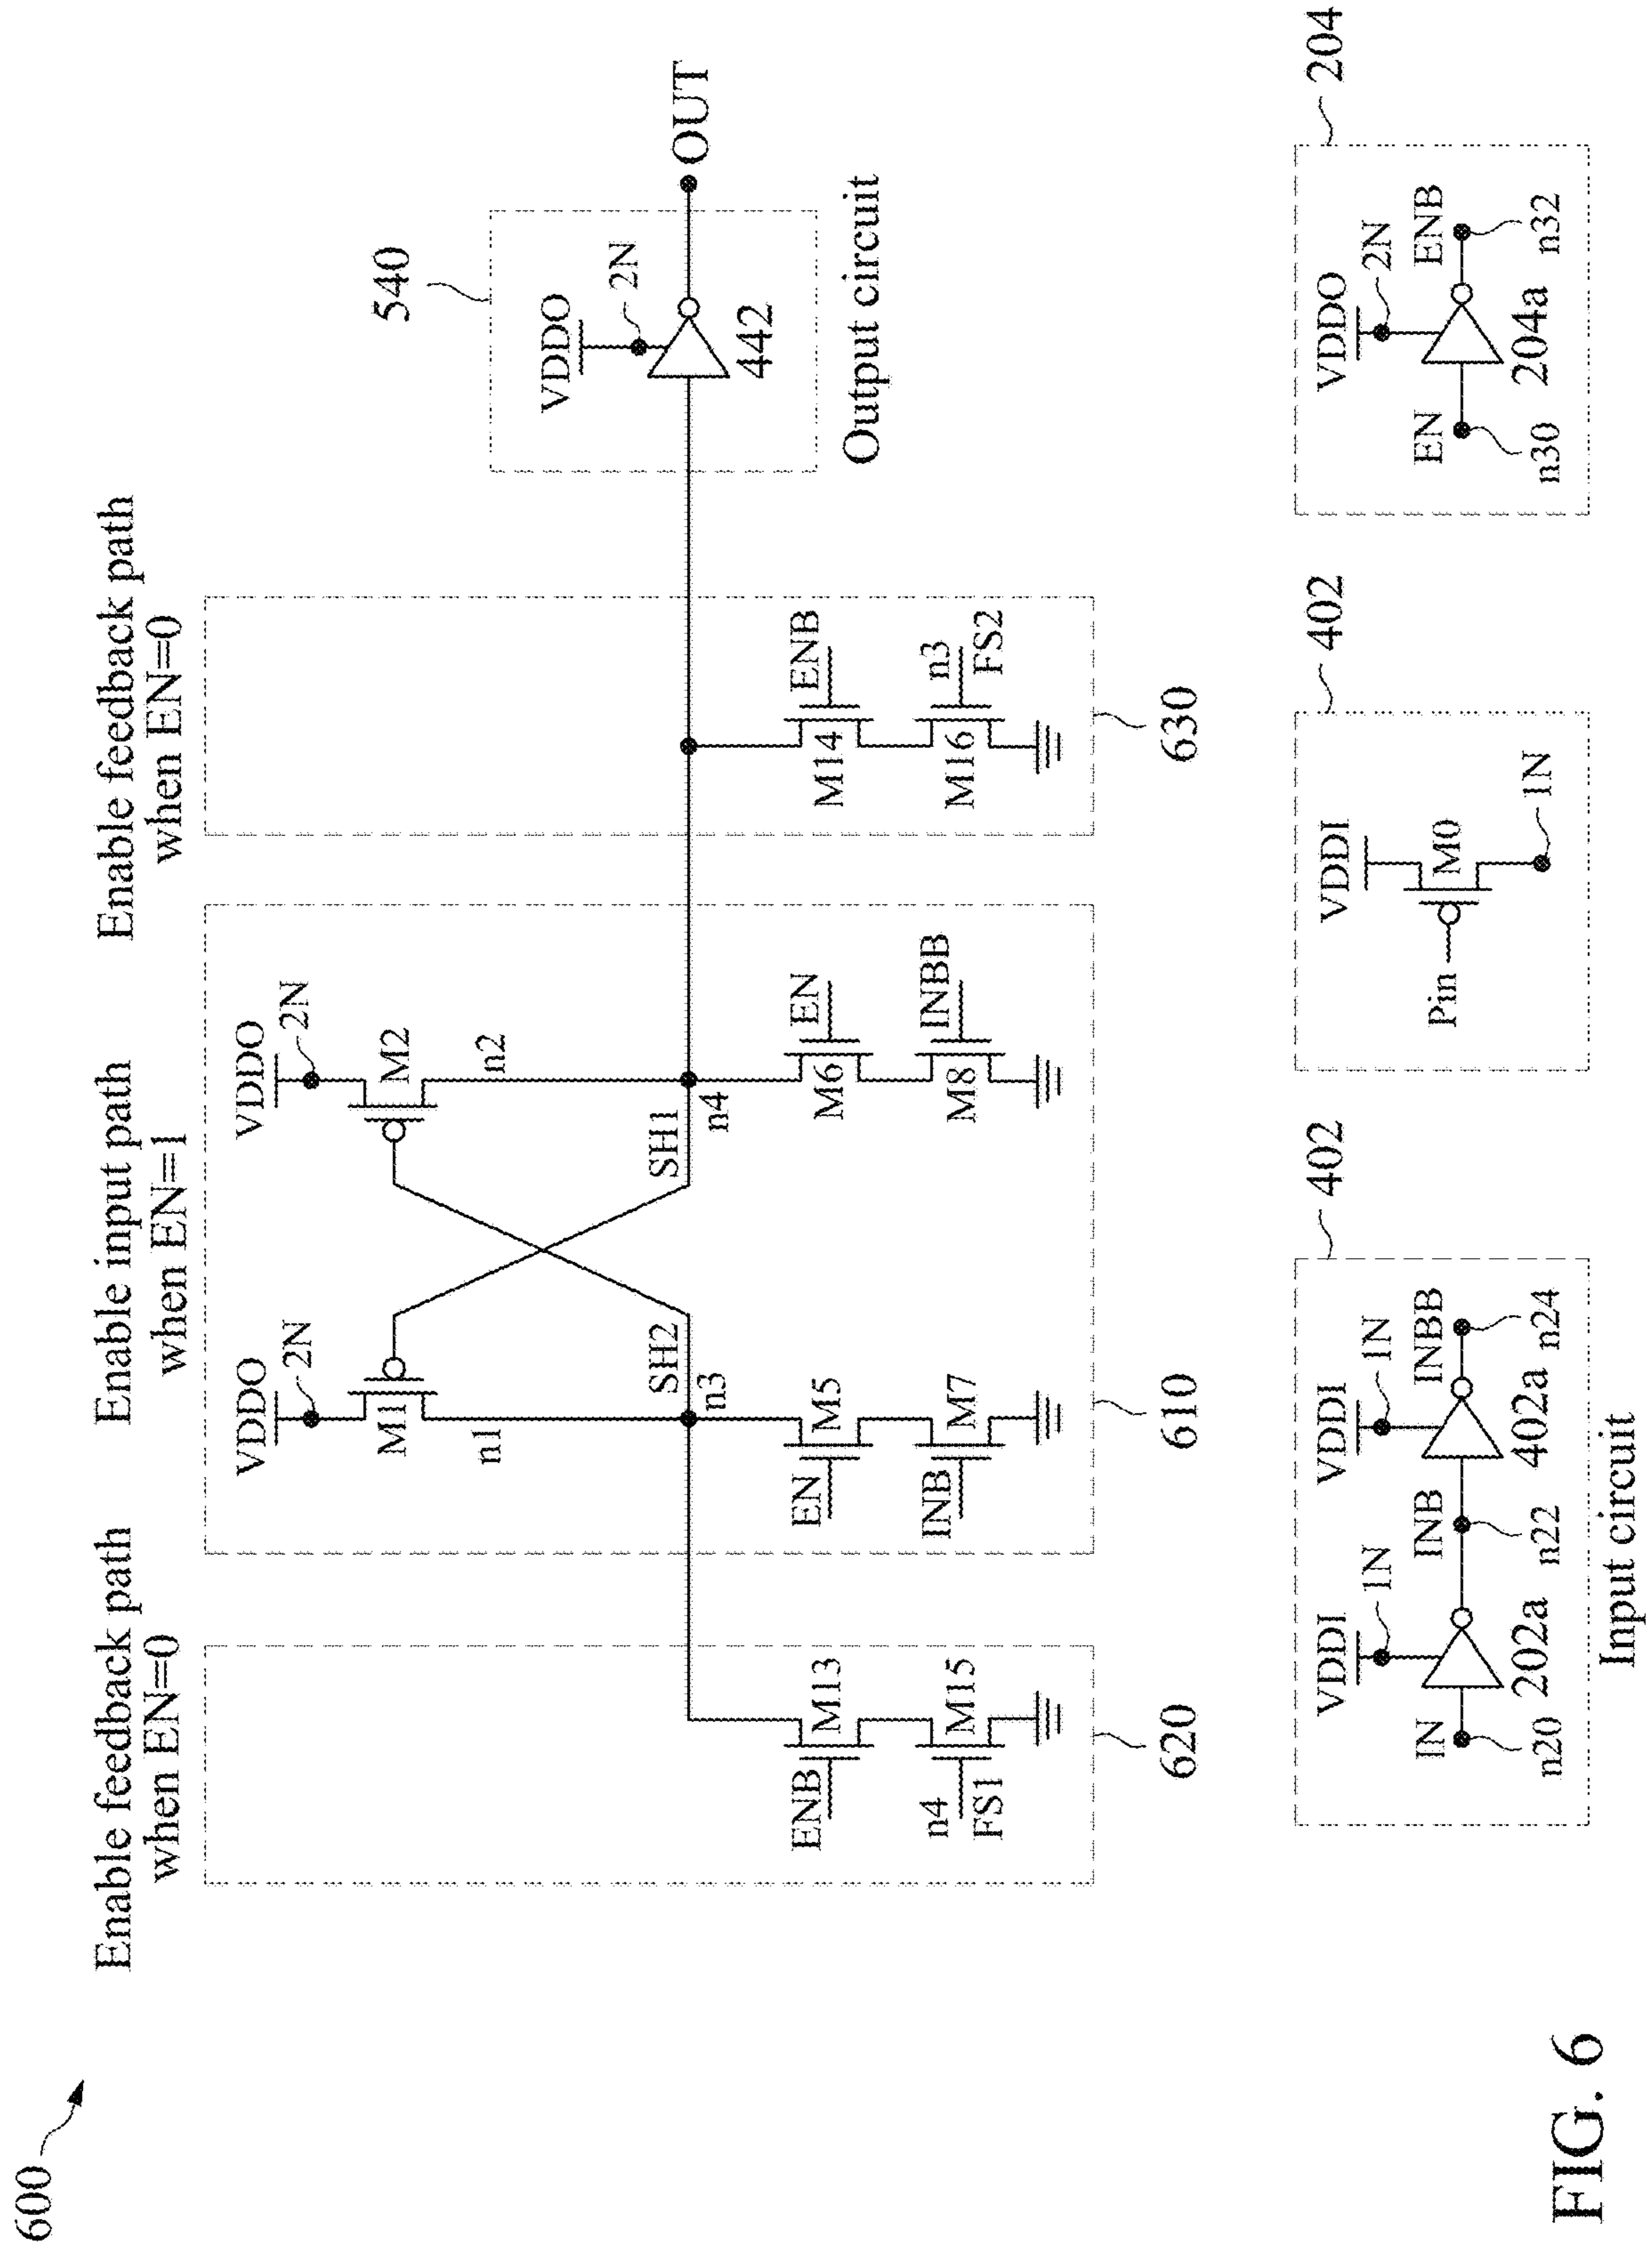 600
Enable feedback path
when EN=0
Enable input path
when EN=1
Enable feedback path
when EN=0
VDDO
2N
M1
n1
VDDO
2N
M2
n2
SH2
n3
SH1
n4
ENB
M13
n4
FS1
M15
620
EN
M5
INB
M7
EN
M6
INBB
M8
610
ENB
M14
n3
FS2
M16
630
540
VDDO
2N
442
OUT
Output circuit
402
VDDI
1N
VDDI
1N
IN
n20
202a
INB
n22
402a
INBB
n24
Input circuit
402
VDDI
Pin
M0
1N
204
VDDO
2N
EN
n30
204a
ENB
n32
FIG. 6